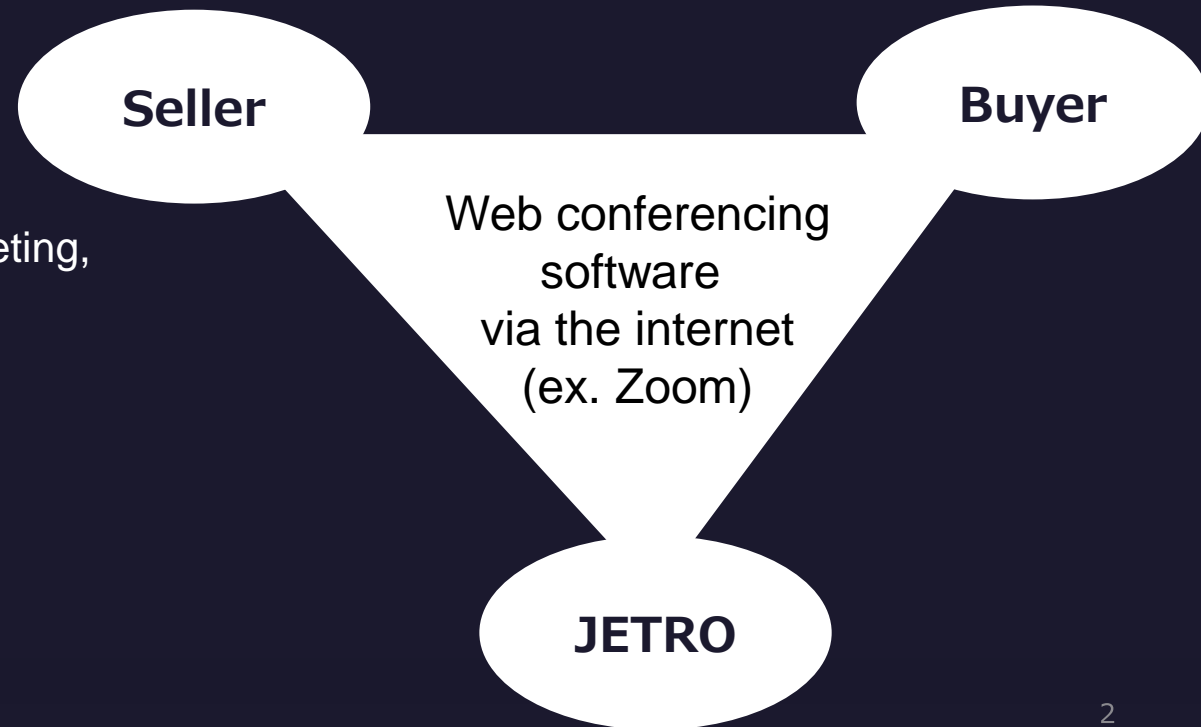 Seller
Buyer
Web conferencing
software
via the internet
(ex. Zoom)
eting,
JETRO
2